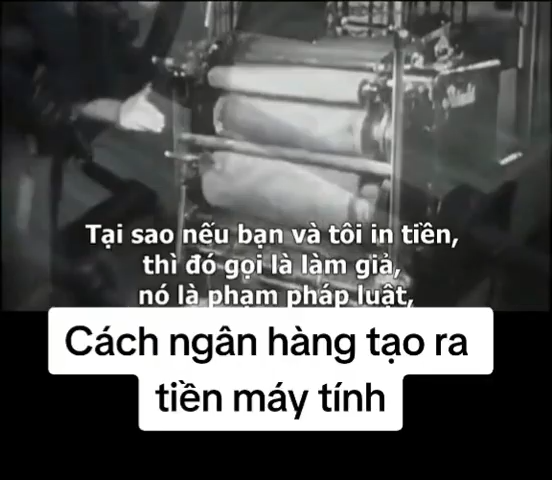 Tại sao nếu bạn và tôi in tiền,
thì đó gọi là làm giả,
nó là phạm pháp luật,
Cách ngân hàng tạo ra
tiền máy tính